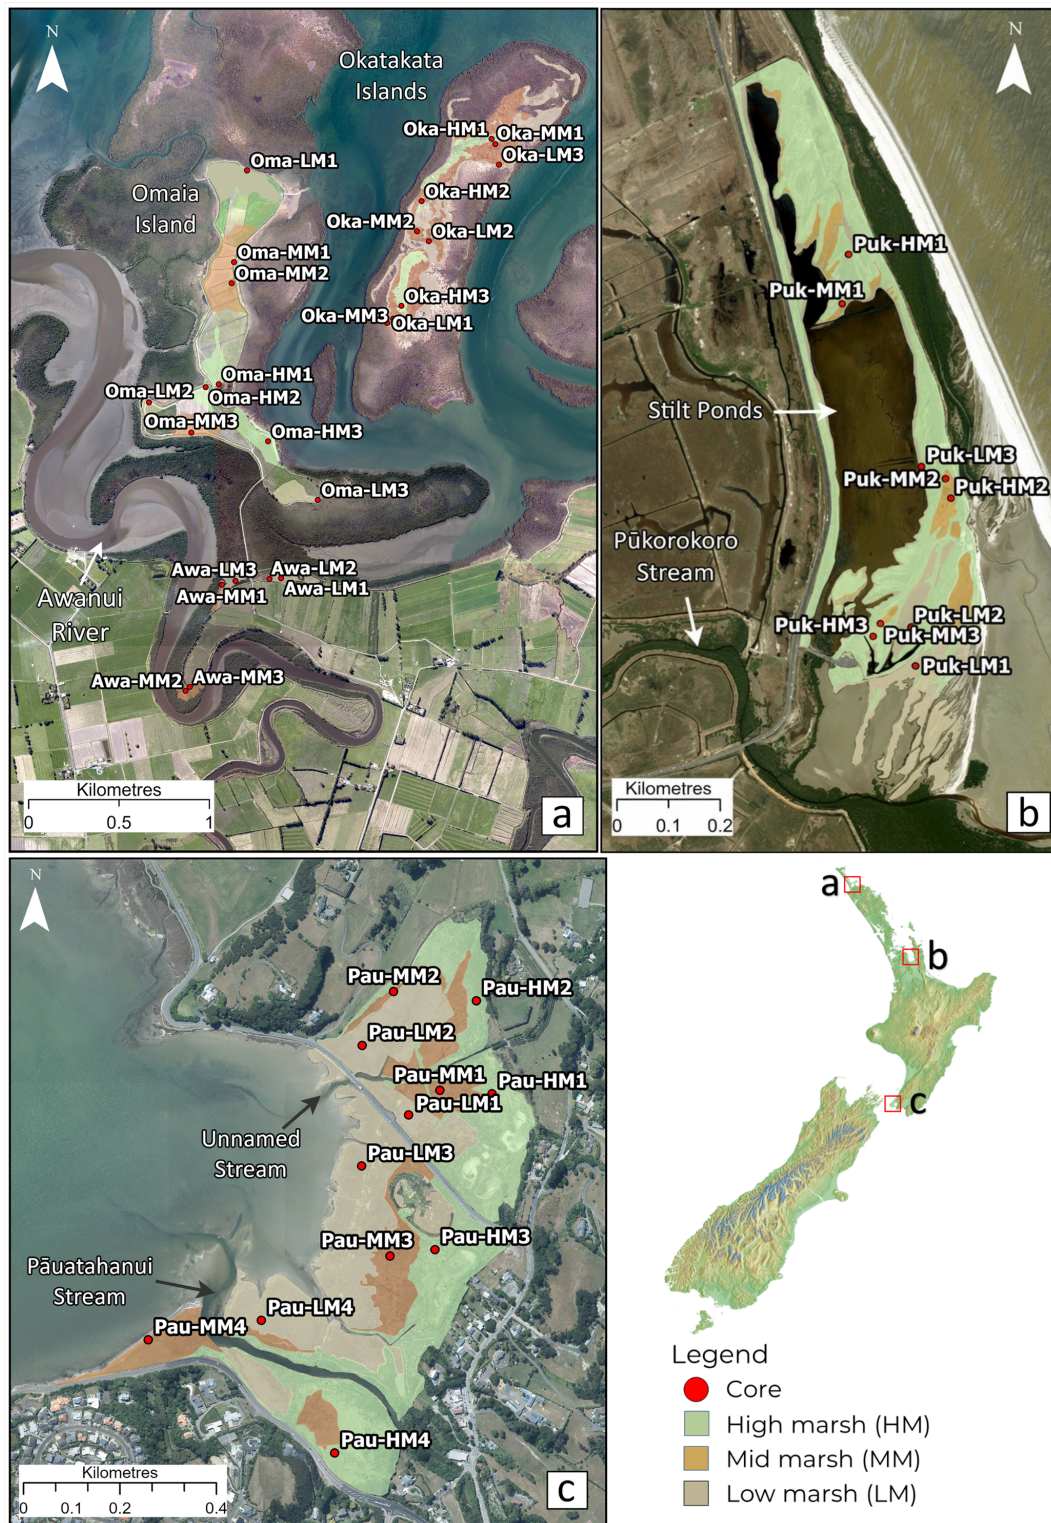 N
Okatakata
Islands
Oka-HM1
Oka-MM1
Oka-LM3
Oma-LM1
Omaia
Island
Oka-HM2
Oka-MM2
Oka-LM2
Oma-MM1
Oma-MM2
Oka-HM3
Oka-MM3
Oka-LM1
Oma-HM1
Oma-LM2
Oma-HM2
Oma-MM3
Oma-HM3
Oma-LM3
Awa-LM3
Awa-LM2
Awa-MM1
Awa-LM1
Awanui
River
Awa-MM2
Awa-MM3
Kilometres
0 0.5 1
a
N
Puk-HM1
Puk-MM1
Stilt Ponds
Puk-LM3
Puk-MM2
Puk-HM2
Pūkorokoro
Stream
Puk-HM3
Puk-LM2
Puk-MM3
Puk-LM1
Kilometres
0 0.1 0.2
b
N
Pau-MM2
Pau-HM2
Pau-LM2
Pau-MM1
Pau-HM1
Pau-LM1
Unnamed
Stream
Pau-LM3
Pau-MM3
Pau-HM3
Pāuatahanui
Stream
Pau-LM4
Pau-MM4
Pau-HM4
Kilometres
0 0.1 0.2 0.4
c
a
b
c
Legend
Core
High marsh (HM)
Mid marsh (MM)
Low marsh (LM)